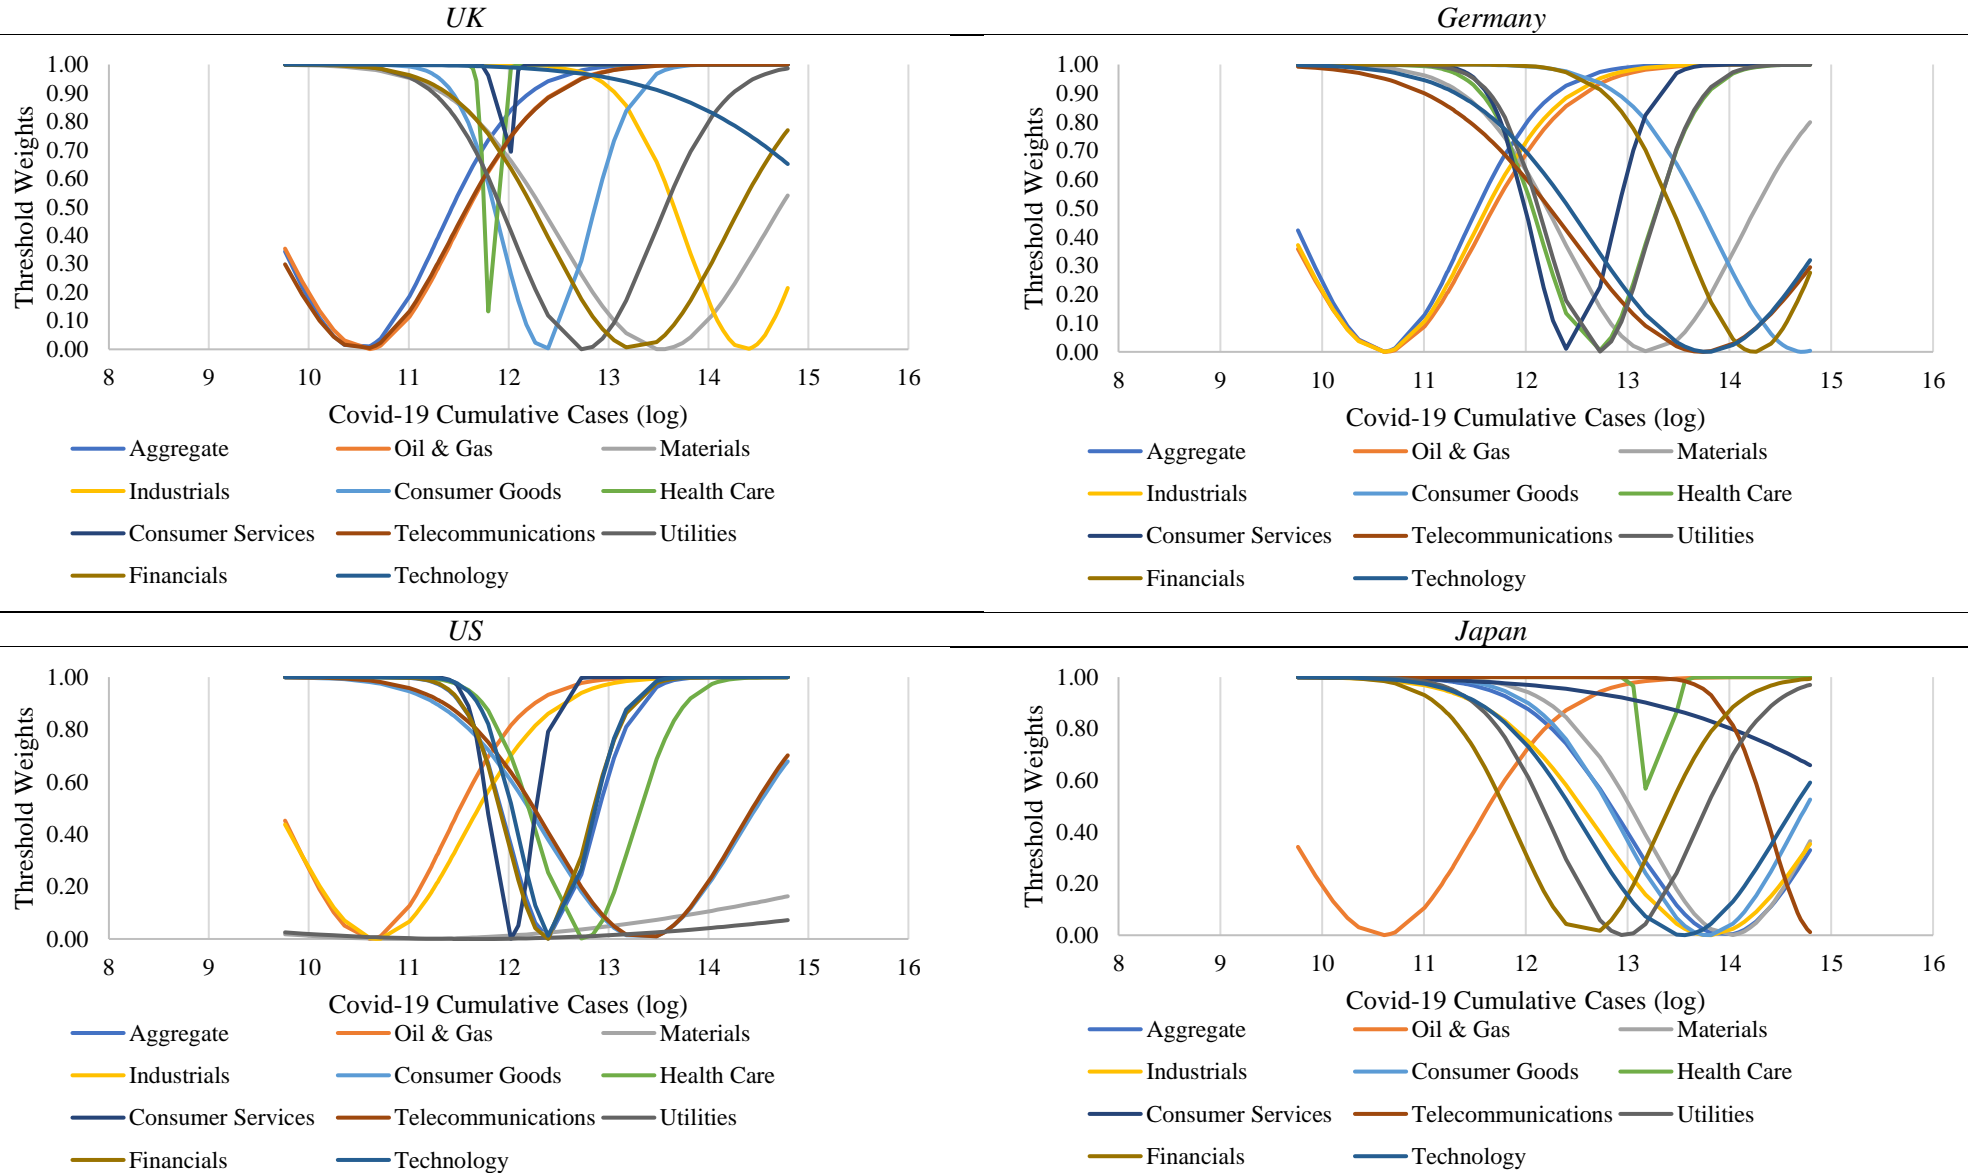 UK
Threshold Weights
1.00
0.90
0.80
0.70
0.60
0.50
0.40
0.30
0.20
0.10
0.00
8 9 10 11 12 13 14 15 16
Covid-19 Cumulative Cases (log)
Aggregate Oil & Gas Materials
Industrials Consumer Goods Health Care
Consumer Services Telecommunications Utilities
Financials Technology
Germany
Threshold Weights
1.00
0.90
0.80
0.70
0.60
0.50
0.40
0.30
0.20
0.10
0.00
8 9 10 11 12 13 14 15 16
Covid-19 Cumulative Cases (log)
Aggregate Oil & Gas Materials
Industrials Consumer Goods Health Care
Consumer Services Telecommunications Utilities
Financials Technology
US
Threshold Weights
1.00
0.80
0.60
0.40
0.20
0.00
8 9 10 11 12 13 14 15 16
Covid-19 Cumulative Cases (log)
Aggregate Oil & Gas Materials
Industrials Consumer Goods Health Care
Consumer Services Telecommunications Utilities
Financials Technology
Japan
Threshold Weights
1.00
0.80
0.60
0.40
0.20
0.00
8 9 10 11 12 13 14 15 16
Covid-19 Cumulative Cases (log)
Aggregate Oil & Gas Materials
Industrials Consumer Goods Health Care
Consumer Services Telecommunications Utilities
Financials Technology